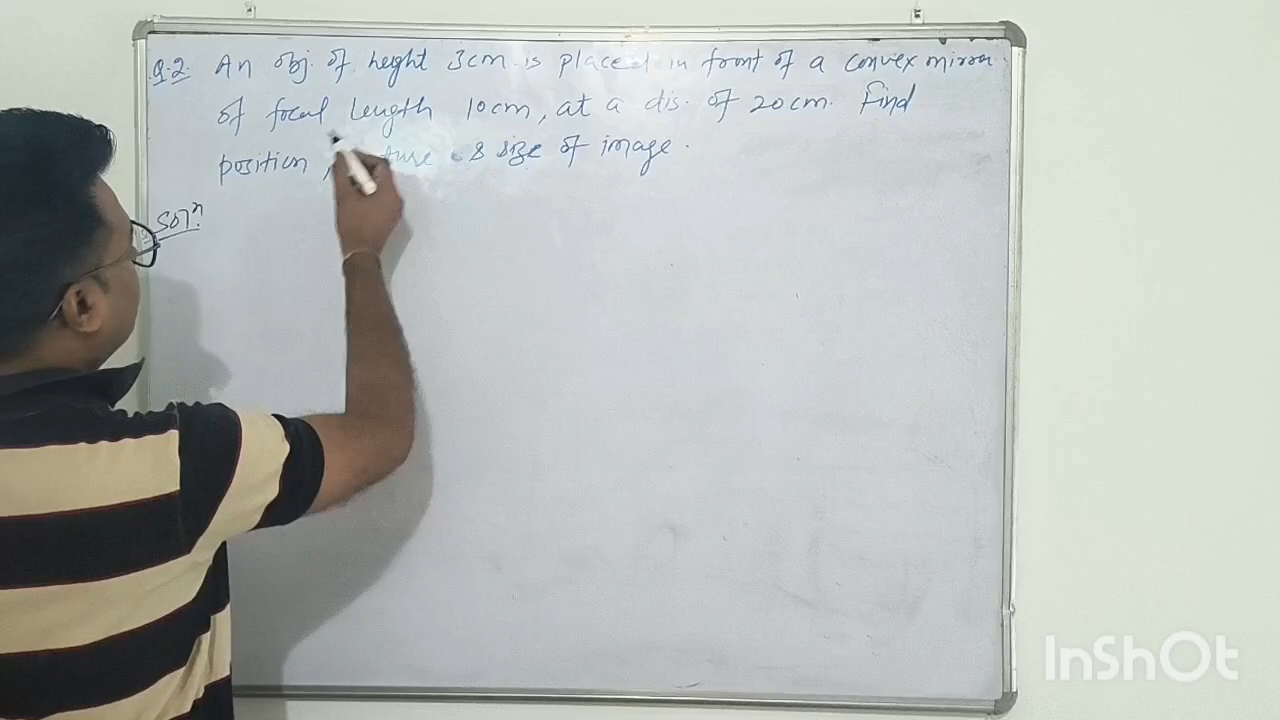 Q.2. An obj. of height 3cm. is placed in front of a convex mirror
of focal length 10cm, at a dis. of 20cm. Find
position, & size of image.
Solⁿ.
InShOt